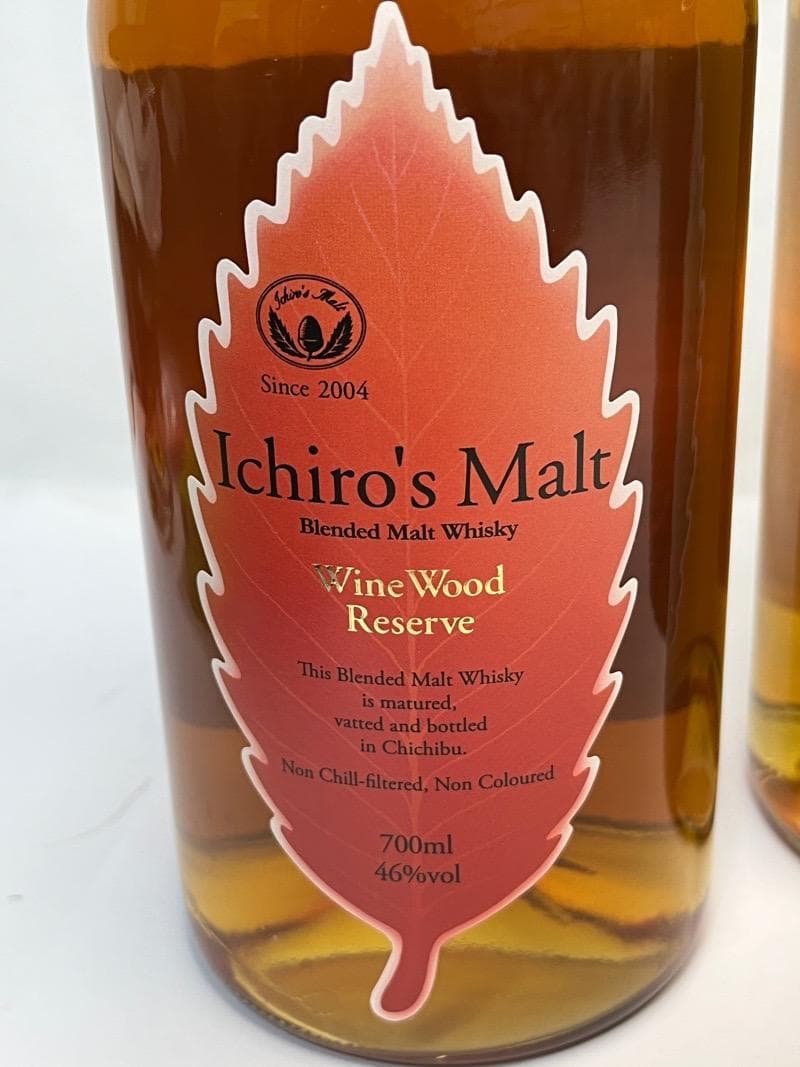 Ichiro's Malt
Since 2004
Ichiro's Malt
Blended Malt Whisky
Wine Wood
Reserve
This Blended Malt Whisky
is matured,
vatted and bottled
in Chichibu.
Non Chill-filtered, Non Coloured
700ml
46%vol